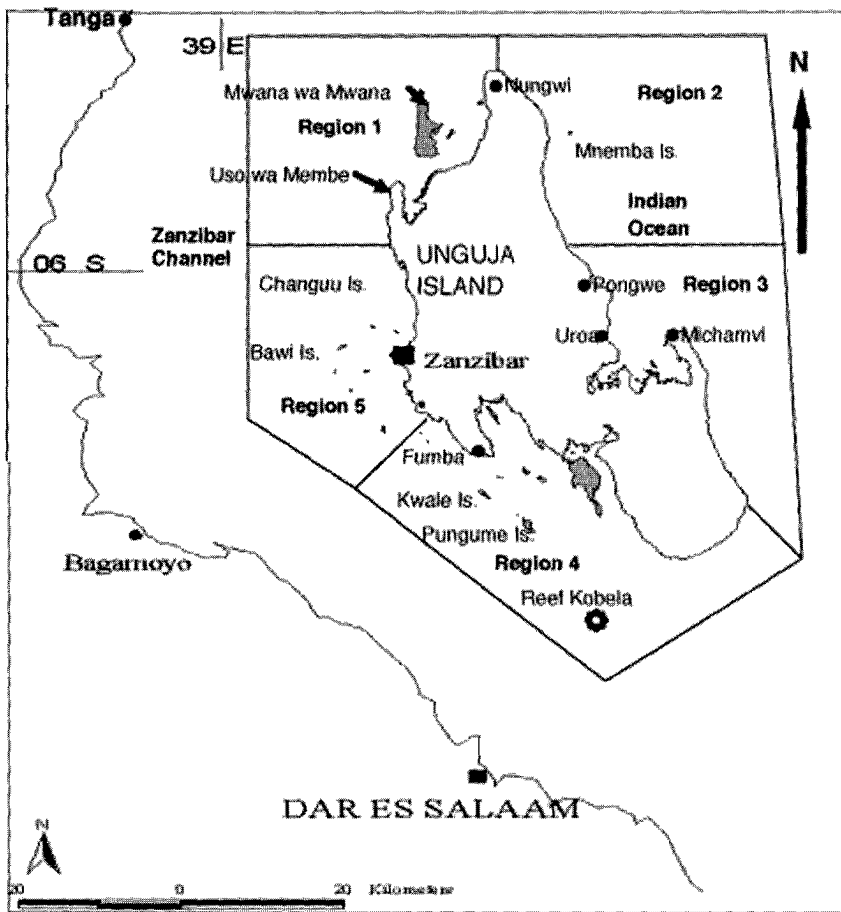 Tanga
39 E
N
Mwana wa Mwana
Nungwi
Region 2
Region 1
Mnemba Is.
Uso wa Membe
Indian
Ocean
Zanzibar
Channel
UNGUJA
ISLAND
06 S
Changuu Is.
Pongwe
Region 3
Uroa
Michamvi
Bawi Is.
Zanzibar
Region 5
Fumba
Kwale Is.
Pungume Is.
Bagamoyo
Region 4
Reef Kobela
DAR ES SALAAM
N
20 0 20 Kilometers